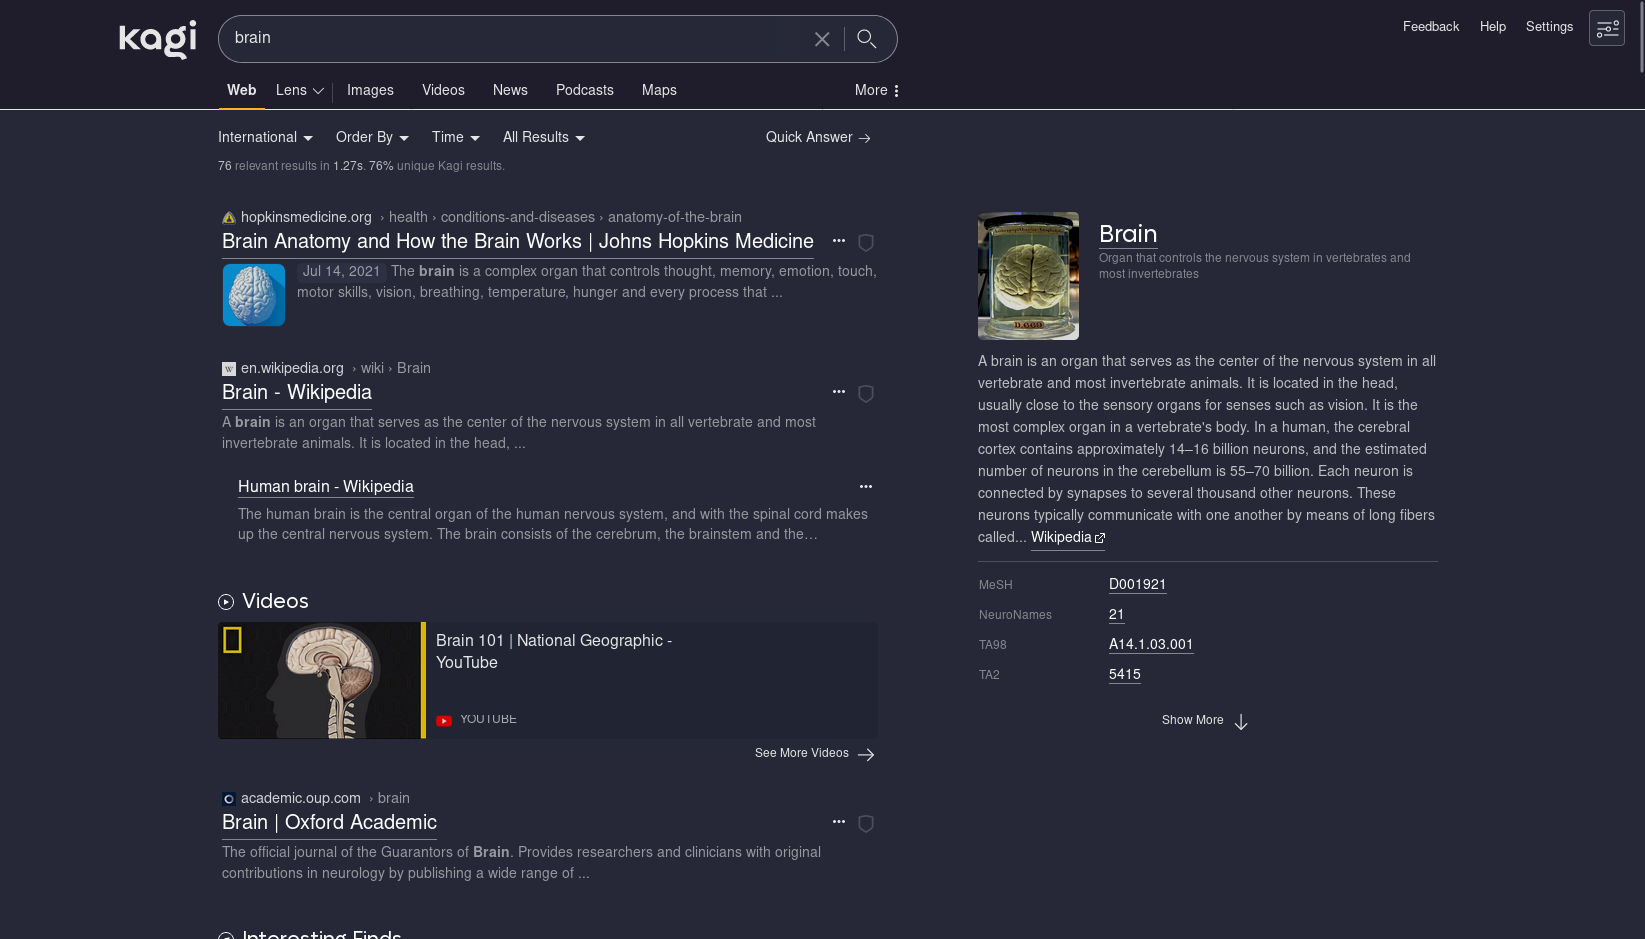 kagi
brain
Feedback Help Settings
Web Lens Images Videos News Podcasts Maps More
International Order By Time All Results Quick Answer
76 relevant results in 1.27s. 76% unique Kagi results.
hopkinsmedicine.org › health › conditions-and-diseases › anatomy-of-the-brain
Brain Anatomy and How the Brain Works | Johns Hopkins Medicine
Jul 14, 2021 The brain is a complex organ that controls thought, memory, emotion, touch,
motor skills, vision, breathing, temperature, hunger and every process that ...
en.wikipedia.org › wiki › Brain
Brain - Wikipedia
A brain is an organ that serves as the center of the nervous system in all vertebrate and most
invertebrate animals. It is located in the head, ...
Human brain - Wikipedia
The human brain is the central organ of the human nervous system, and with the spinal cord makes
up the central nervous system. The brain consists of the cerebrum, the brainstem and the…
Videos
Brain 101 | National Geographic -
YouTube
YOUTUBE
See More Videos
academic.oup.com › brain
Brain | Oxford Academic
The official journal of the Guarantors of Brain. Provides researchers and clinicians with original
contributions in neurology by publishing a wide range of ...
Interesting Finds
Brain
Organ that controls the nervous system in vertebrates and
most invertebrates
A brain is an organ that serves as the center of the nervous system in all
vertebrate and most invertebrate animals. It is located in the head,
usually close to the sensory organs for senses such as vision. It is the
most complex organ in a vertebrate's body. In a human, the cerebral
cortex contains approximately 14–16 billion neurons, and the estimated
number of neurons in the cerebellum is 55–70 billion. Each neuron is
connected by synapses to several thousand other neurons. These
neurons typically communicate with one another by means of long fibers
called... Wikipedia
MeSH D001921
NeuroNames 21
TA98 A14.1.03.001
TA2 5415
Show More